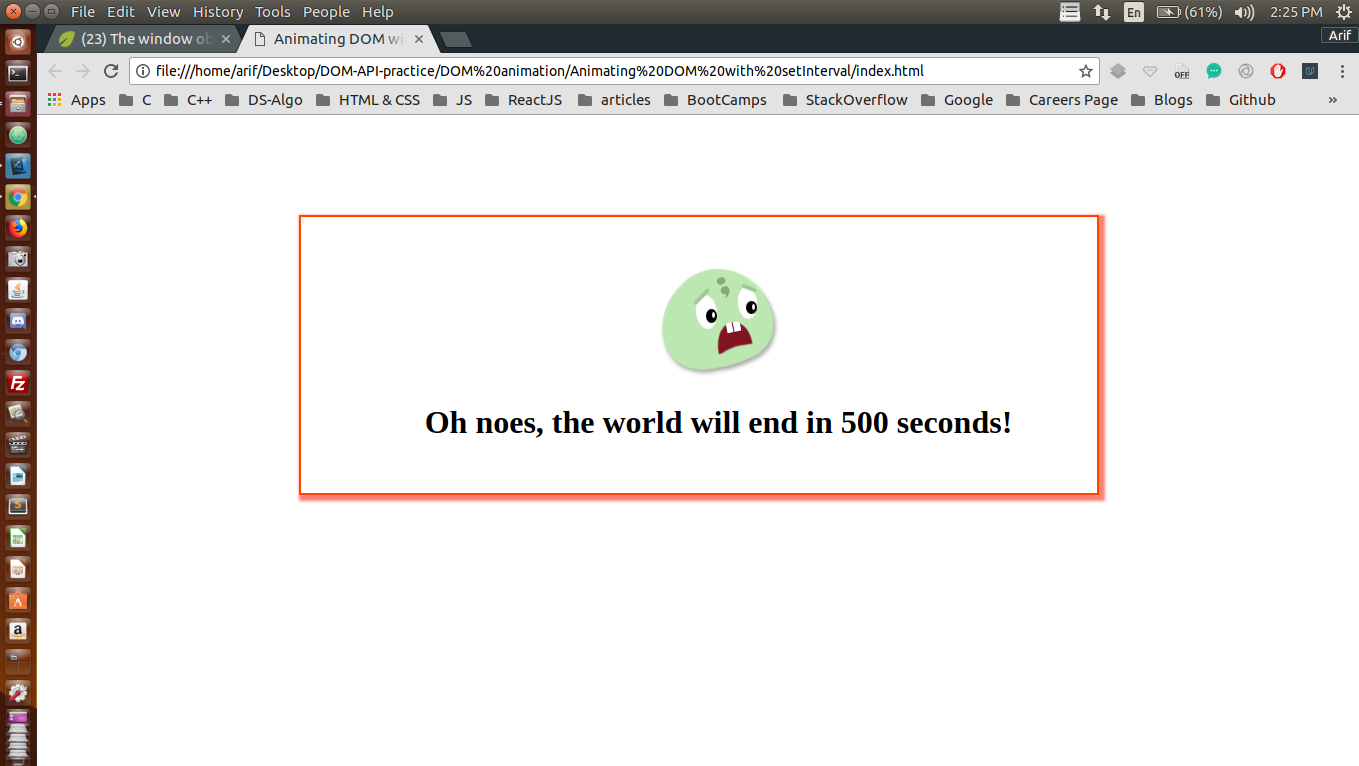 File Edit View History Tools People Help
En (61%) 2:25 PM
(23) The window ob
Animating DOM wi
Arif
file:///home/arif/Desktop/DOM-API-practice/DOM%20animation/Animating%20DOM%20with%20setInterval/index.html
OFF
Apps C C++ DS-Algo HTML & CSS JS ReactJS articles BootCamps StackOverflow Google Careers Page Blogs Github »
Oh noes, the world will end in 500 seconds!